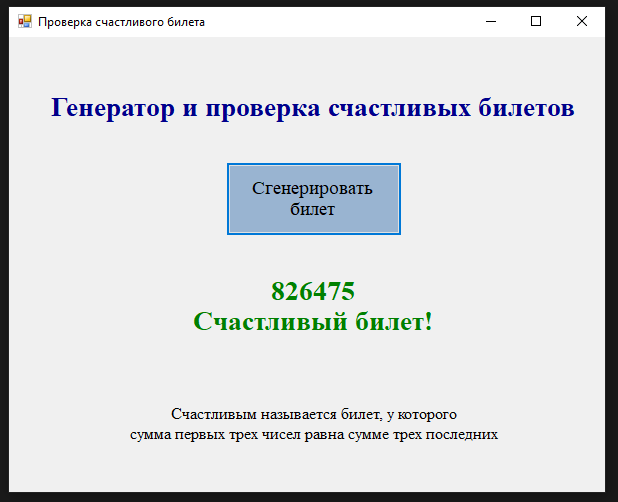 Проверка счастливого билета
Генератор и проверка счастливых билетов
Сгенерировать
билет
826475
Счастливый билет!
Счастливым называется билет, у которого
сумма первых трех чисел равна сумме трех последних